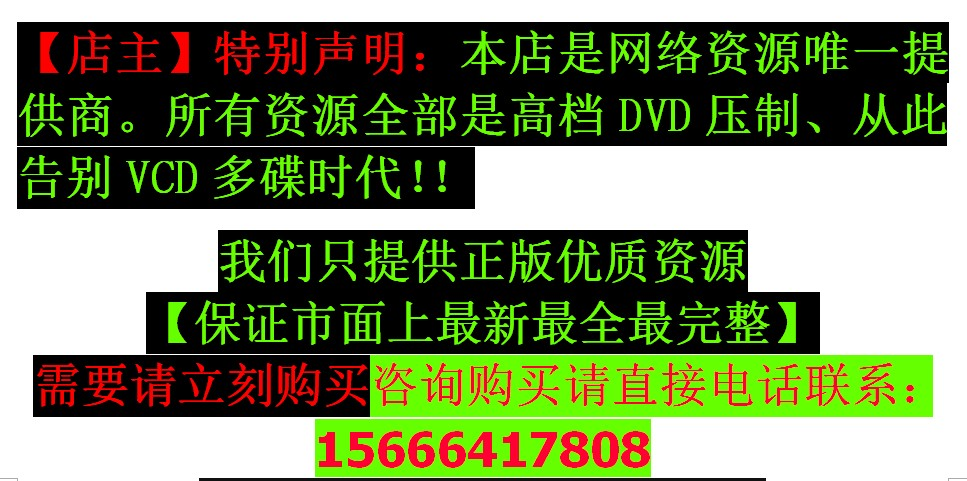 【店主】特别声明：本店是网络资源唯一提
供商。所有资源全部是高档 DVD 压制、从此
告别 VCD 多碟时代！！
我们只提供正版优质资源
【保证市面上最新最全最完整】
需要请立刻购买咨询购买请直接电话联系：
15666417808